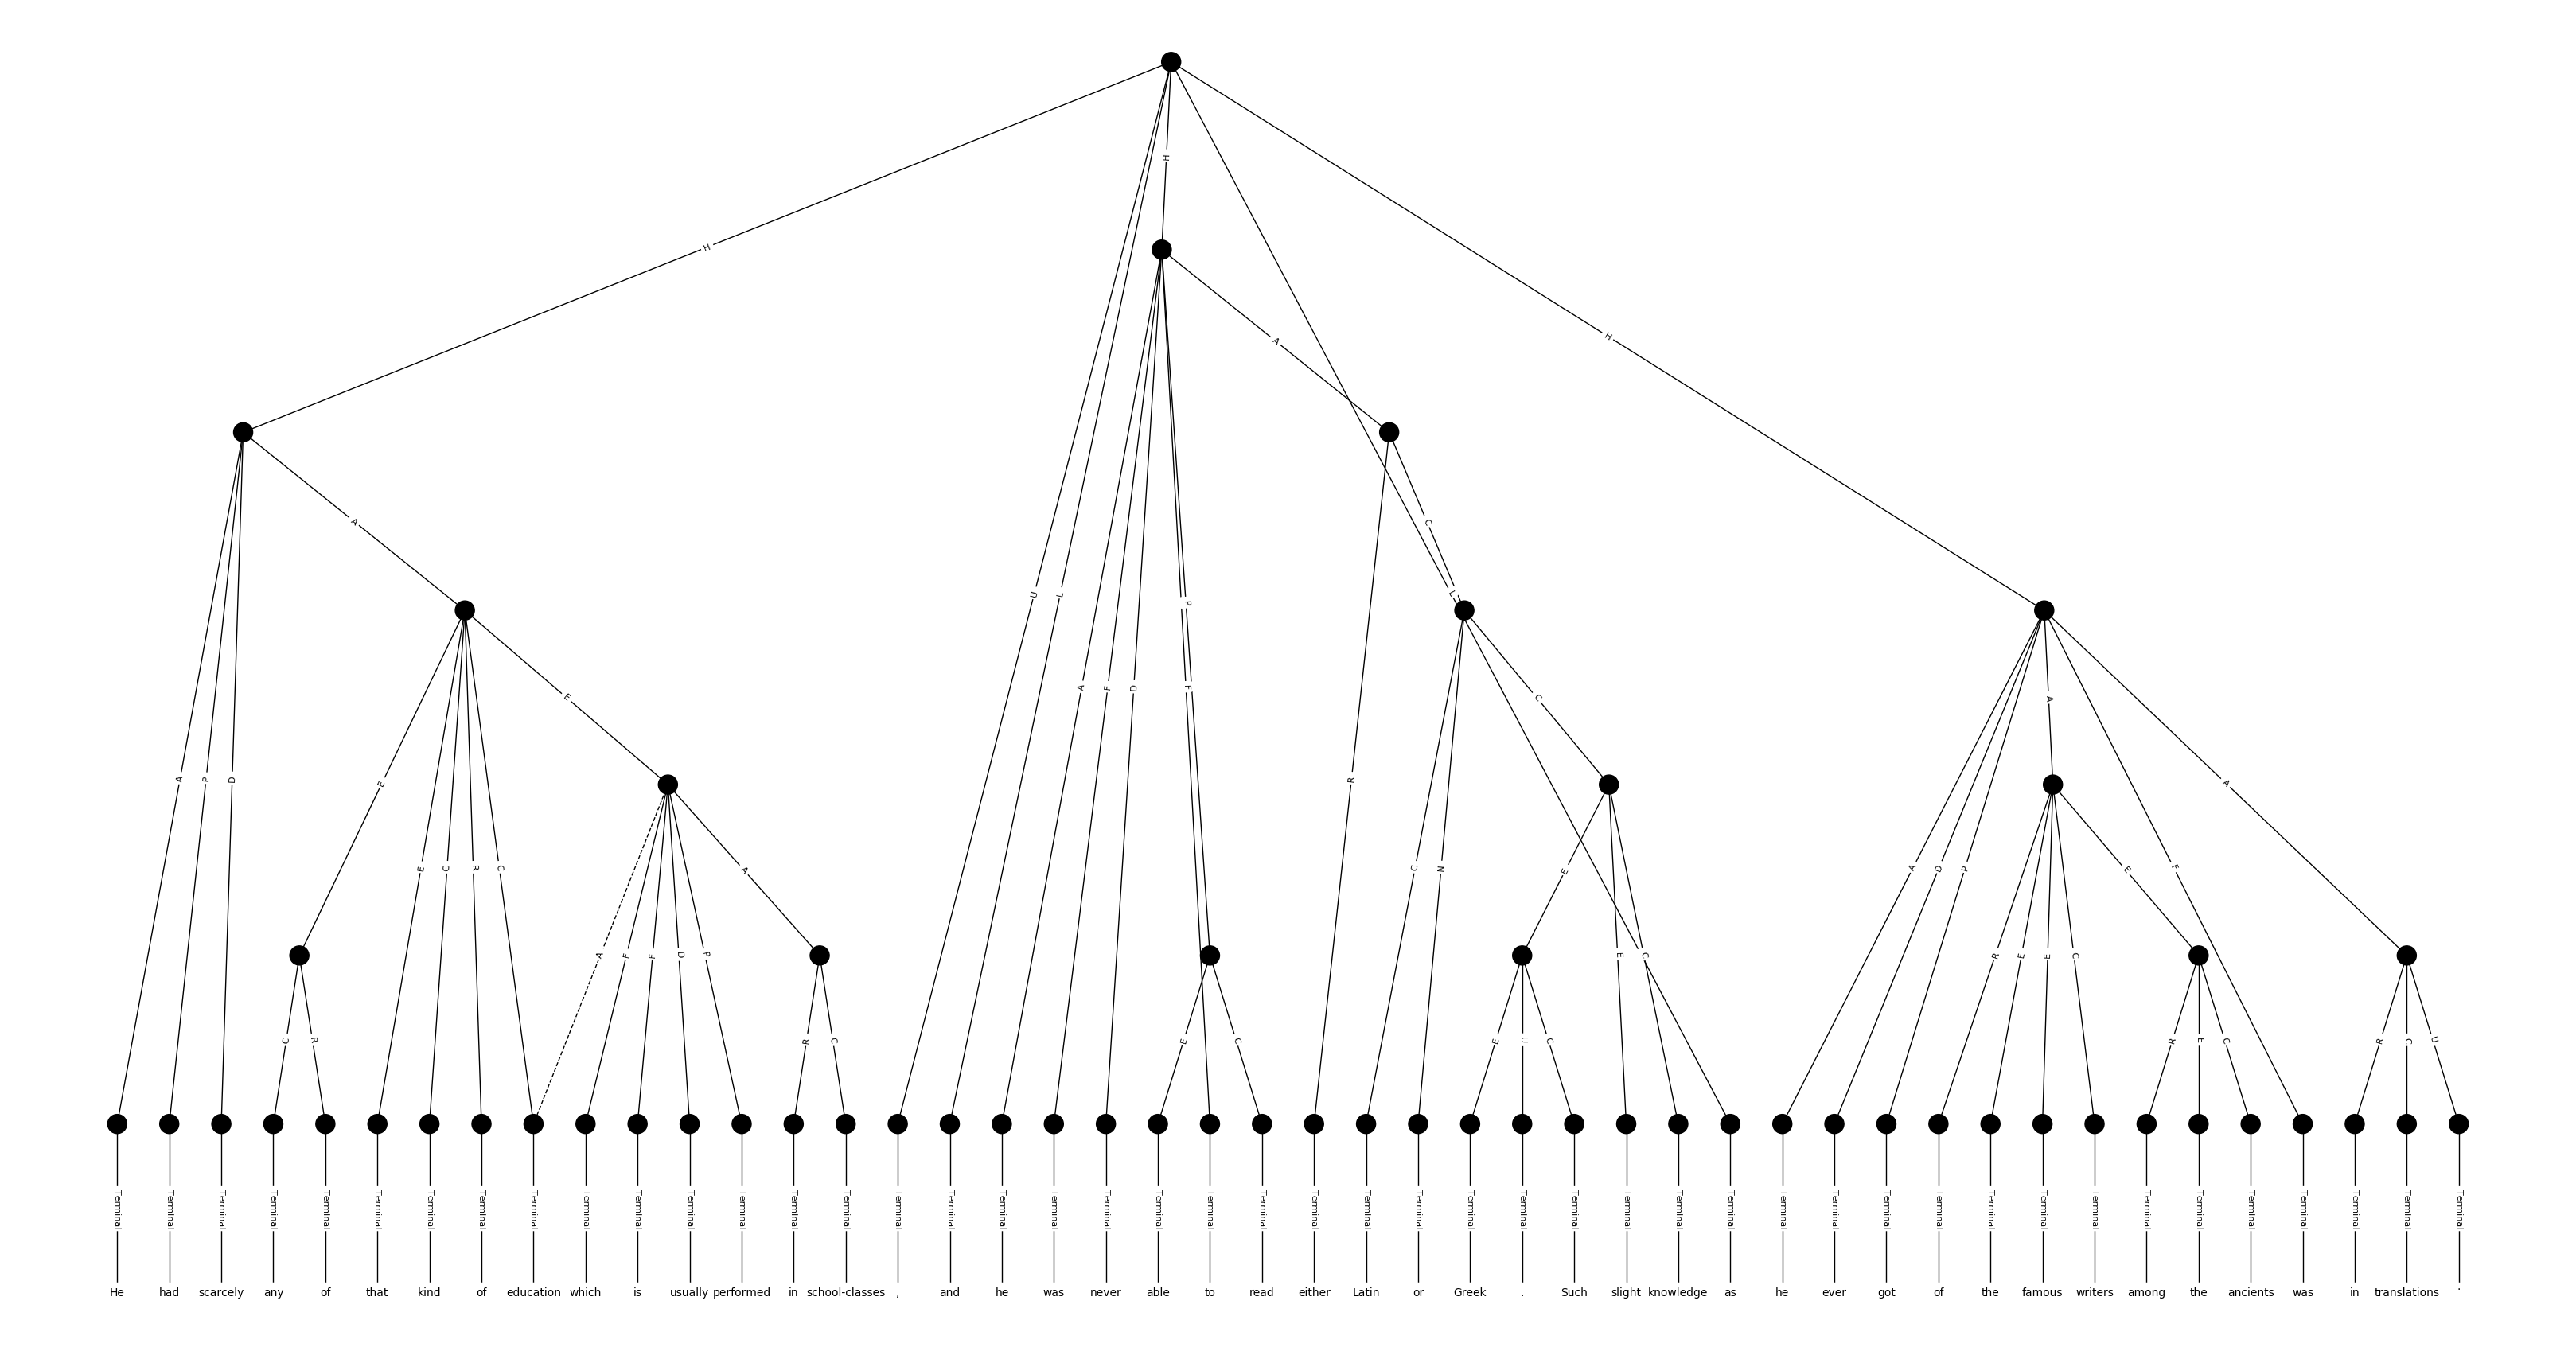 H
H
A
H
A
U
L
P
L
C
E
A
F
D
F
C
A
A
P
D
R
E
A
E
E
C
R
C
A
C
N
E
A
D
P
E
F
A
F
F
D
P
E
C
R
E
E
C
C
R
R
C
E
C
E
U
C
R
E
C
R
C
U
Terminal Terminal Terminal Terminal Terminal Terminal Terminal Terminal Terminal Terminal Terminal Terminal Terminal Terminal Terminal Terminal Terminal Terminal Terminal Terminal Terminal Terminal Terminal Terminal Terminal Terminal Terminal Terminal Terminal Terminal Terminal Terminal Terminal Terminal Terminal Terminal Terminal Terminal Terminal Terminal Terminal Terminal Terminal Terminal Terminal Terminal
He had scarcely any of that kind of education which is usually performed in school-classes , and he was never able to read either Latin or Greek . Such slight knowledge as he ever got of the famous writers among the ancients was in translations .